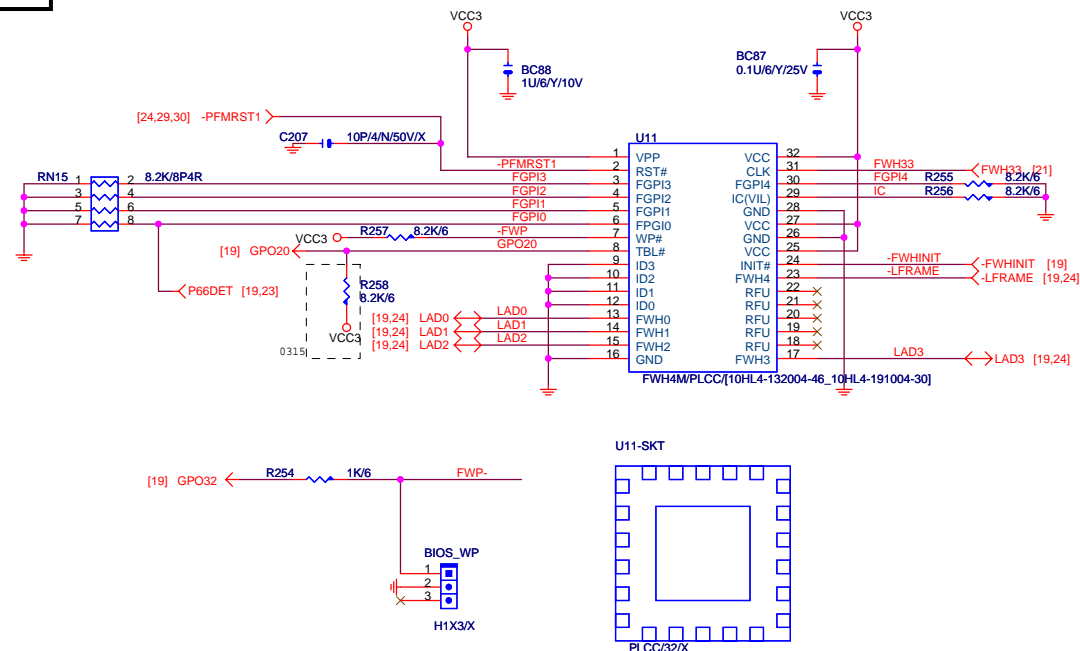 VCC3
VCC3
BC88
1U/6/Y/10V
BC87
0.1U/6/Y/25V
[24,29,30] -PFMRST1
C207 10P/4/N/50V/X
U11
-PFMRST1
RN15 1 2 8.2K/8P4R
3 4
5 6
7 8
FGPI3
FGPI2
FGPI1
FGPI0
VCC3 R257 8.2K/6 -FWP
[19] GPO20 GPO20
P66DET [19,23]
R258
8.2K/6
VCC3
0315
[19,24] LAD0 LAD0
[19,24] LAD1 LAD1
[19,24] LAD2 LAD2
1 VPP VCC 32
2 RST# CLK 31
3 FGPI3 FGPI4 30
4 FGPI2 IC(VIL) 29
5 FGPI1 GND 28
6 FPGI0 VCC 27
7 WP# GND 26
8 TBL# VCC 25
9 ID3 INIT# 24
10 ID2 FWH4 23
11 ID1 RFU 22
12 ID0 RFU 21
13 FWH0 RFU 20
14 FWH1 RFU 19
15 FWH2 RFU 18
16 GND FWH3 17
FWH33 FWH33 [21]
FGPI4 R255 8.2K/6
IC R256 8.2K/6
-FWHINIT -FWHINIT [19]
-LFRAME -LFRAME [19,24]
LAD3 LAD3 [19,24]
FWH4M/PLCC/[10HL4-132004-46_10HL4-191004-30]
U11-SKT
[19] GPO32 R254 1K/6 FWP-
BIOS_WP
1
2
3
H1X3/X
PLCC/32/X